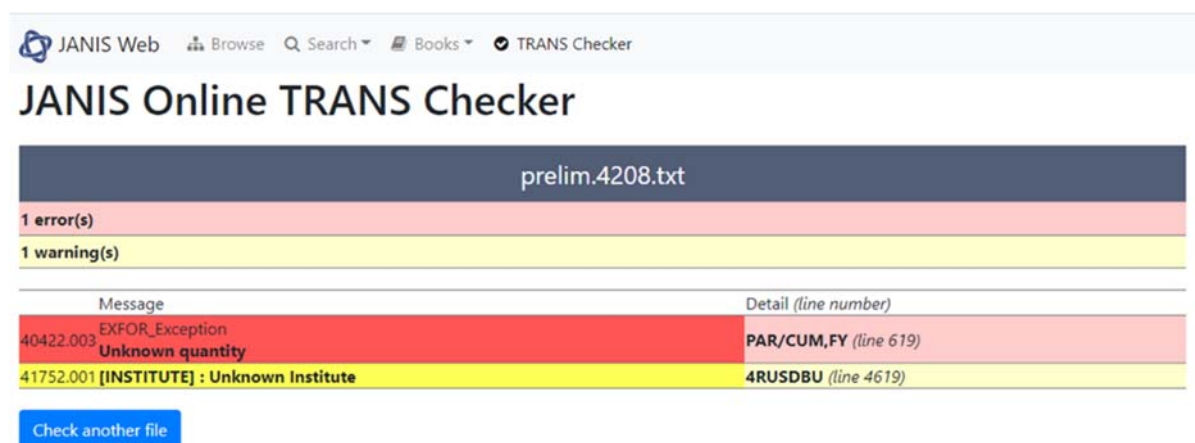 JANIS Web Browse Search Books TRANS Checker
JANIS Online TRANS Checker
prelim.4208.txt
1 error(s)
1 warning(s)
Message Detail (line number)
40422.003 EXFOR_Exception
Unknown quantity PAR/CUM,FY (line 619)
41752.001 [INSTITUTE] : Unknown Institute 4RUSDBU (line 4619)
Check another file